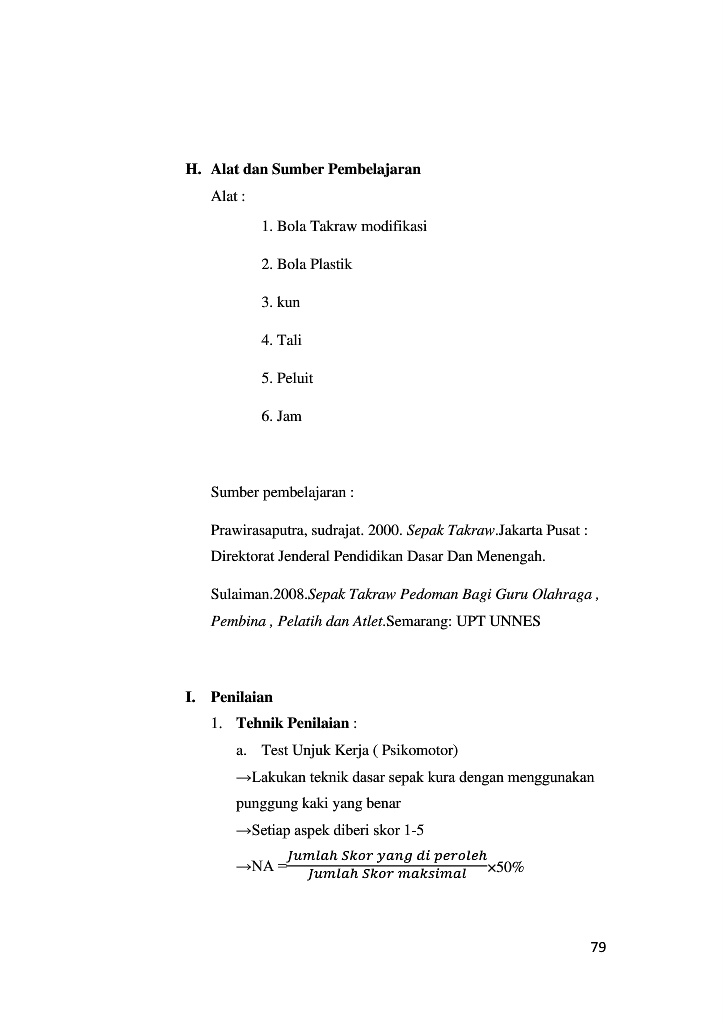 H. Alat dan Sumber Pembelajaran
Alat :
1. Bola Takraw modifikasi
2. Bola Plastik
3. kun
4. Tali
5. Peluit
6. Jam
Sumber pembelajaran :
Prawirasaputra, sudrajat. 2000. Sepak Takraw.Jakarta Pusat :
Direktorat Jenderal Pendidikan Dasar Dan Menengah.
Sulaiman.2008.Sepak Takraw Pedoman Bagi Guru Olahraga ,
Pembina , Pelatih dan Atlet.Semarang: UPT UNNES
I. Penilaian
1. Tehnik Penilaian :
a. Test Unjuk Kerja ( Psikomotor)
→Lakukan teknik dasar sepak kura dengan menggunakan
punggung kaki yang benar
→Setiap aspek diberi skor 1-5
Jumlah Skor yang di peroleh
→NA = ×50%
Jumlah Skor maksimal
79